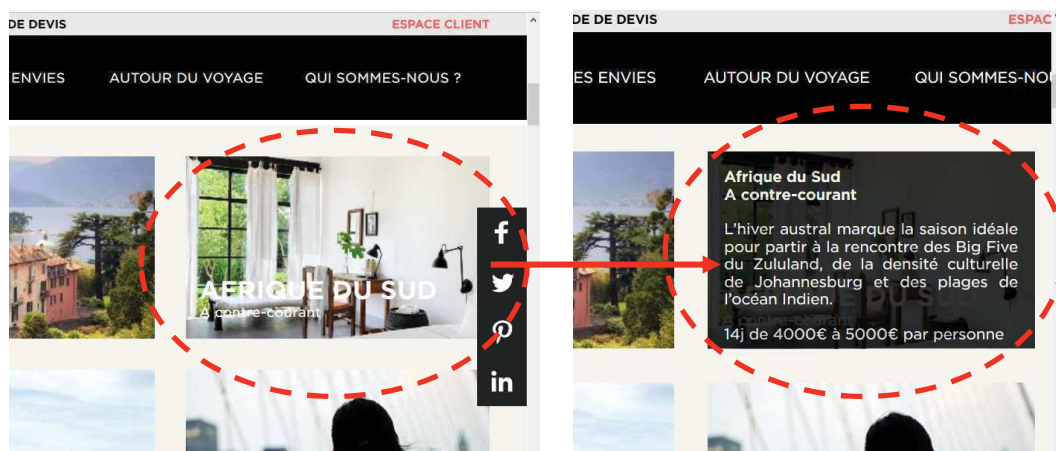 DE DEVIS
ESPACE CLIENT
ENVIES
AUTOUR DU VOYAGE
QUI SOMMES-NOUS ?
AFRIQUE DU SUD
A contre-courant
f
in
DE DE DEVIS
ESPAC
ES ENVIES
AUTOUR DU VOYAGE
QUI SOMMES-NOU
Afrique du Sud
A contre-courant
L'hiver austral marque la saison idéale
pour partir à la rencontre des Big Five
du Zululand, de la densité culturelle
de Johannesburg et des plages de
l'océan Indien.
14j de 4000€ à 5000€ par personne